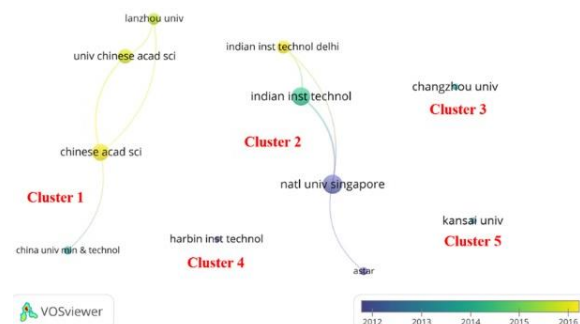 lanzhou univ
univ chinese acad sci
chinese acad sci
Cluster 1
china univ min & technol
indian inst technol delhi
indian inst technol
Cluster 2
natl univ singapore
astar
changzhou univ
Cluster 3
harbin inst technol
Cluster 4
kansai univ
Cluster 5
VOSviewer
2012 2013 2014 2015 2016